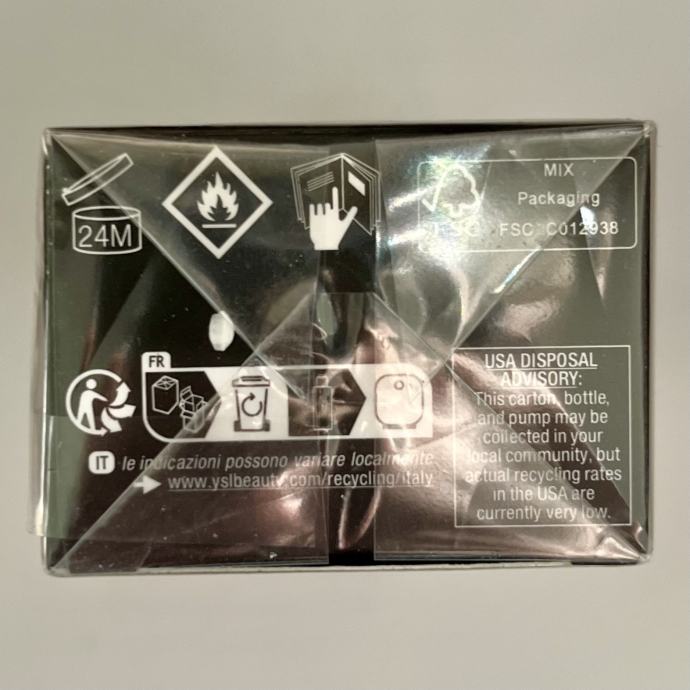 24M
MIX
Packaging
FSC C012938
FR
USA DISPOSAL
ADVISORY:
This carton, bottle,
and pump may be
collected in your
local community, but
actual recycling rates
in the USA are
currently very low.
IT le indicazioni possono variare localmente
www.yslbeauty.com/recycling/italy